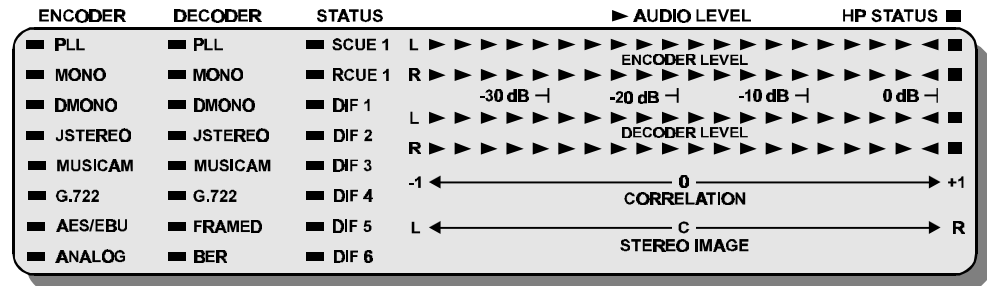 ENCODER DECODER STATUS AUDIO LEVEL HP STATUS
PLL PLL SCUE 1 L
ENCODER LEVEL
MONO MONO RCUE 1 R
-30 dB -20 dB -10 dB 0 dB
DMONO DMONO DIF 1
L
DECODER LEVEL
JSTEREO JSTEREO DIF 2
R
MUSICAM MUSICAM DIF 3
-1 0 +1
G.722 G.722 DIF 4
CORRELATION
AES/EBU FRAMED DIF 5 L C R
STEREO IMAGE
ANALOG BER DIF 6